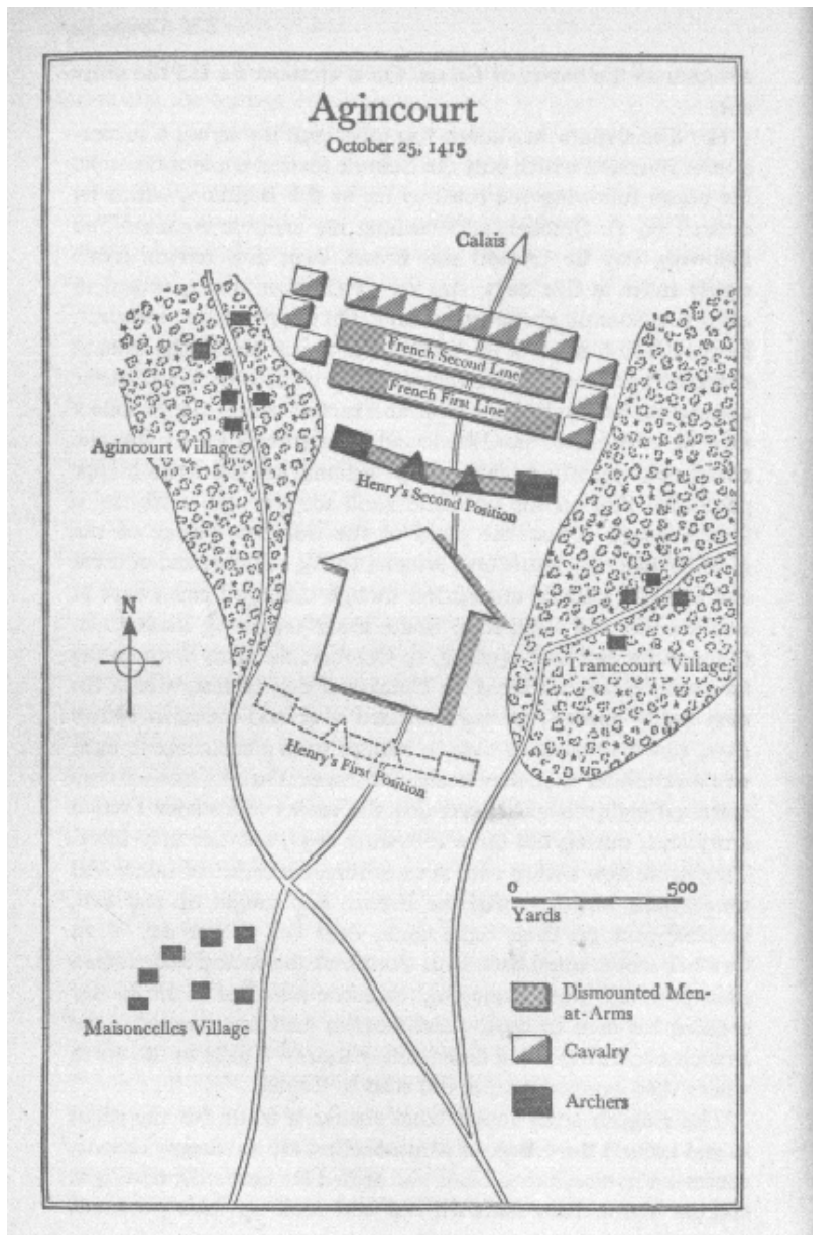 Agincourt
October 25, 1415
Calais
French Second Line
French First Line
Agincourt Village
Henry's Second Position
N
Tramecourt Village
Henry's First Position
0 500
Yards
Dismounted Men-
at-Arms
Maisoncelles Village
Cavalry
Archers